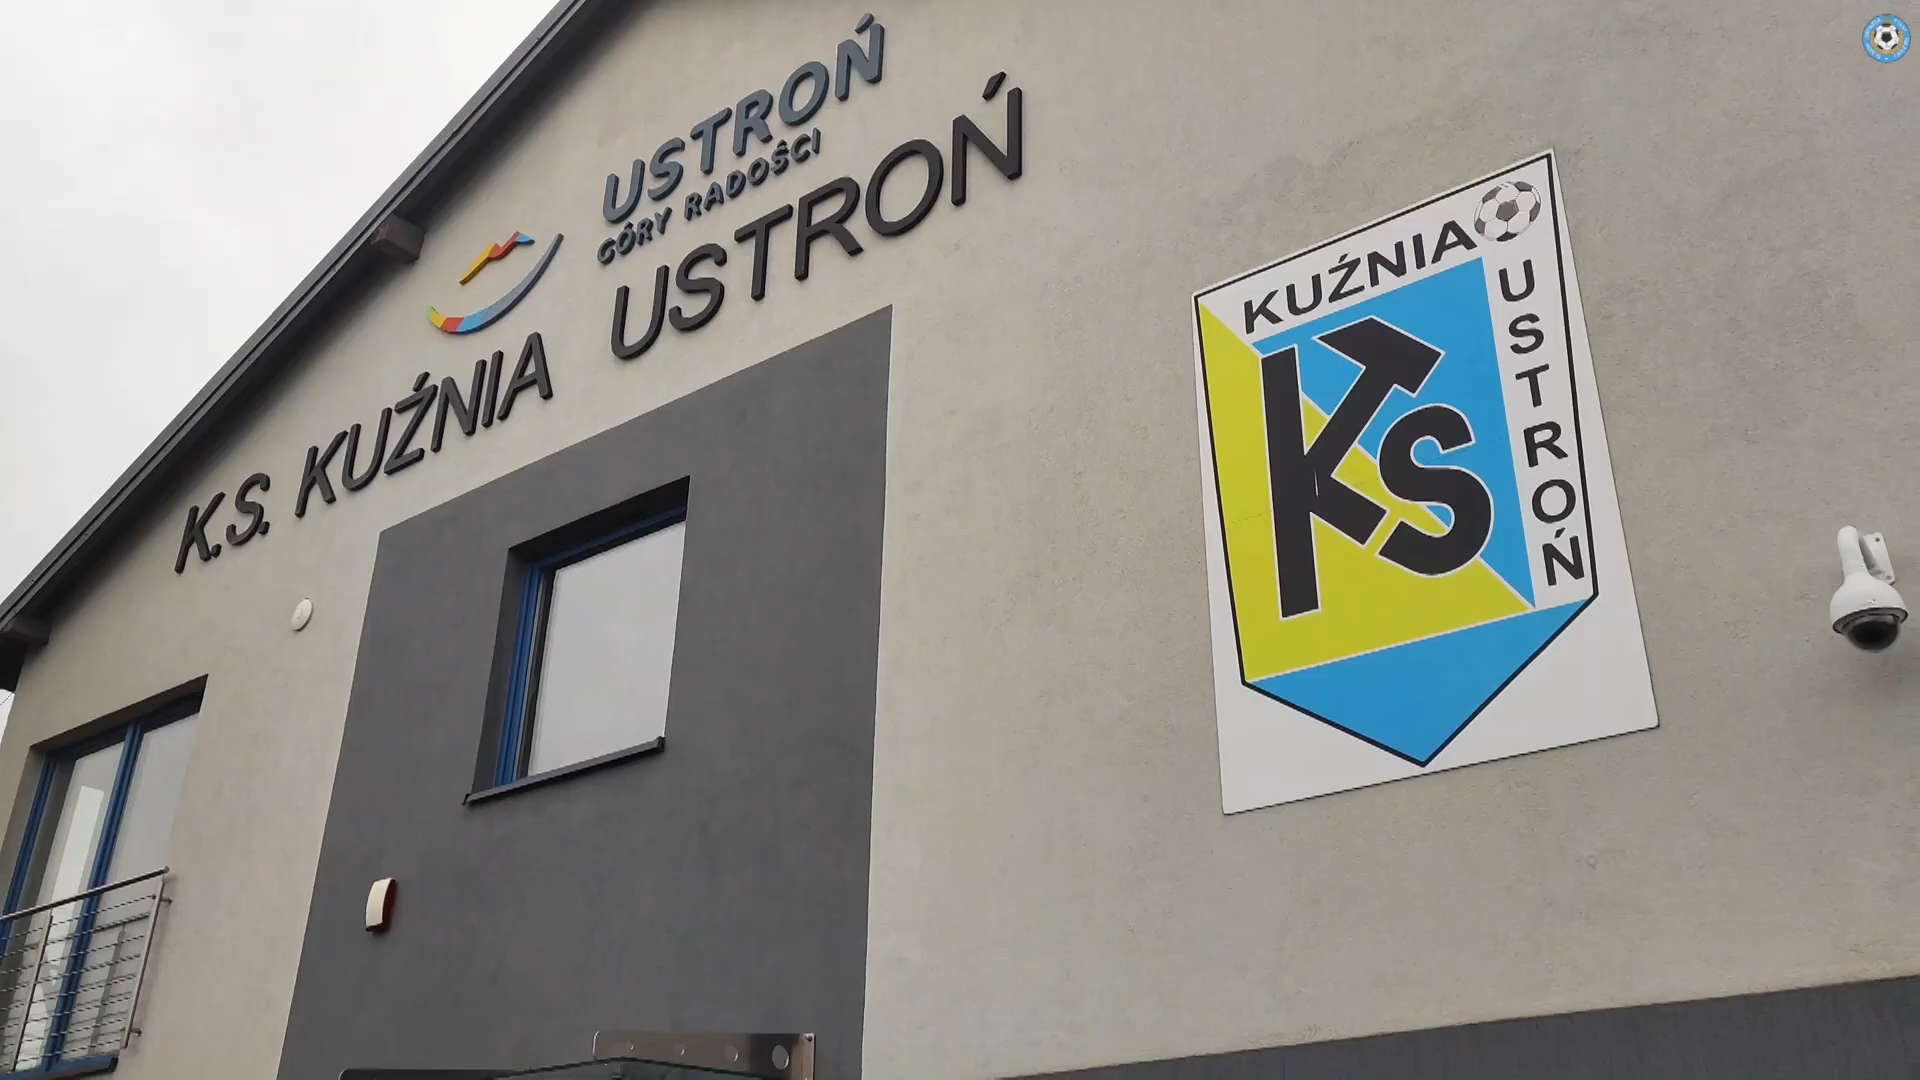 USTROŃ
GÓRY RADOŚCI
K.S. KUŹNIA USTROŃ
KUŹNIA
USTROŃ
KS